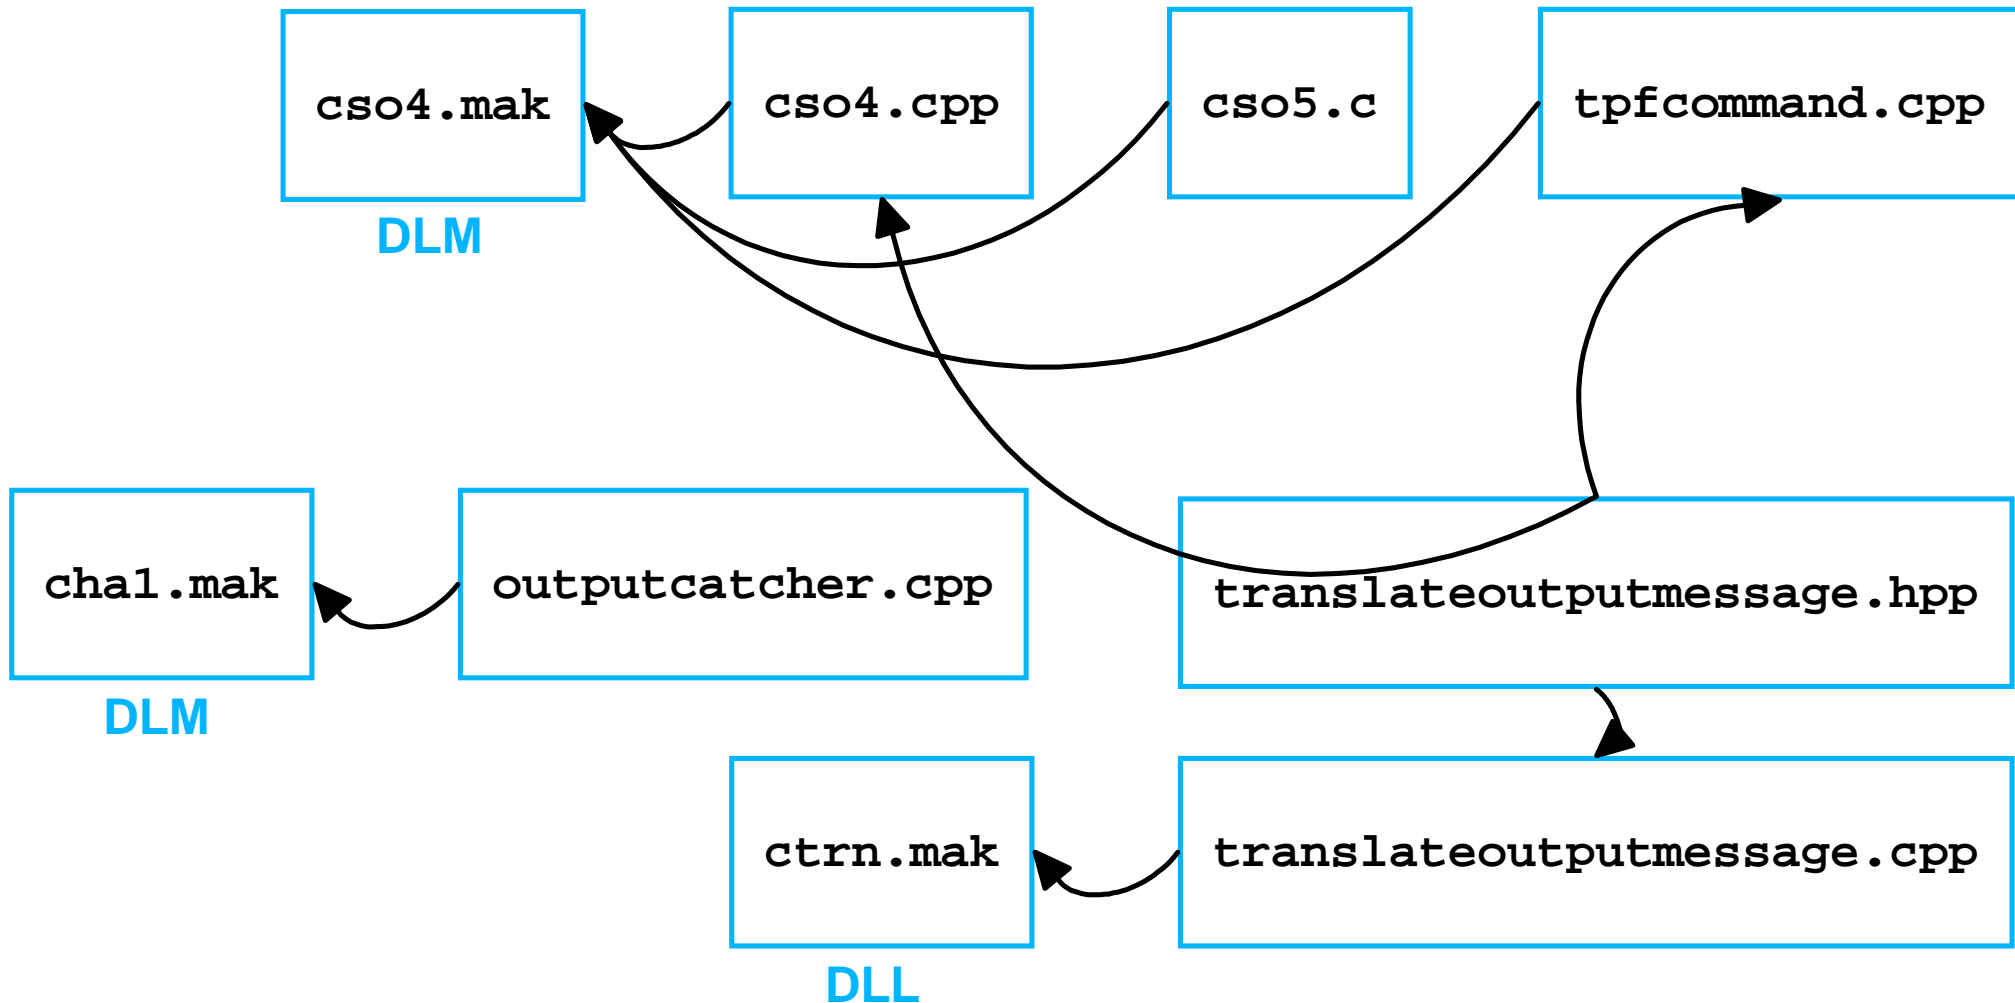 cso4.mak
cso4.cpp
cso5.c
tpfcommand.cpp
DLM
cha1.mak
outputcatcher.cpp
translateoutputmessage.hpp
DLM
ctrn.mak
translateoutputmessage.cpp
DLL